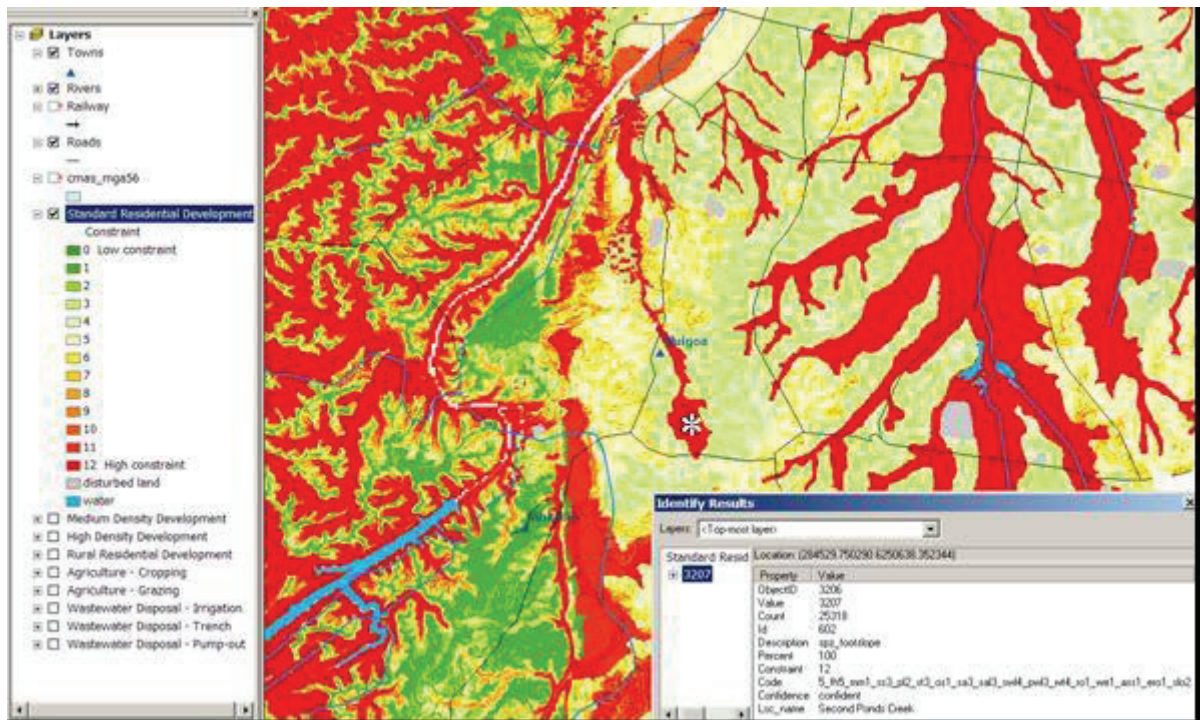 Layers
Towns
Rivers
Railway
Roads
cmas_mga56
Standard Residential Development
Constraint
0 Low constraint
1
2
3
4
5
6
7
8
9
10
11
12 High constraint
disturbed land
water
Medium Density Development
High Density Development
Rural Residential Development
Agriculture - Cropping
Agriculture - Grazing
Wastewater Disposal - Irrigation
Wastewater Disposal - Trench
Wastewater Disposal - Pump-out
Mulgoa
Identify Results
Layers: <Top-most layer>
Standard Resid
3207
Location: (284529.750290 6250638.352344)
Property Value
ObjectID 3206
Value 3207
Count 25318
Id 602
Description spz_footslope
Percent 100
Constraint 12
Confidence confident
Lsc_name Second Ponds Creek